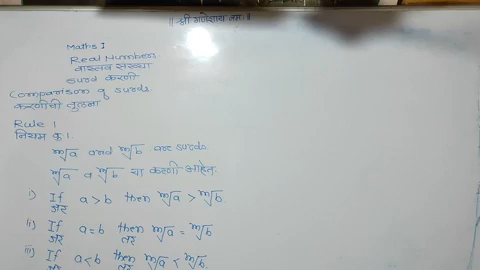 ॥ श्री गणेशाय नमः ॥
Maths I
Real Numbers
वास्तव संख्या
surd करणी
Comparison of surds
करणींची तुलना
Rule 1
नियम क्र 1.
ᵐ√a and ᵐ√b are surds.
ᵐ√a व ᵐ√b या करणी आहेत.
i) If a > b then ᵐ√a > ᵐ√b.
जर
ii) If a = b then ᵐ√a = ᵐ√b
जर तर
iii) If a < b then ᵐ√a < ᵐ√b.